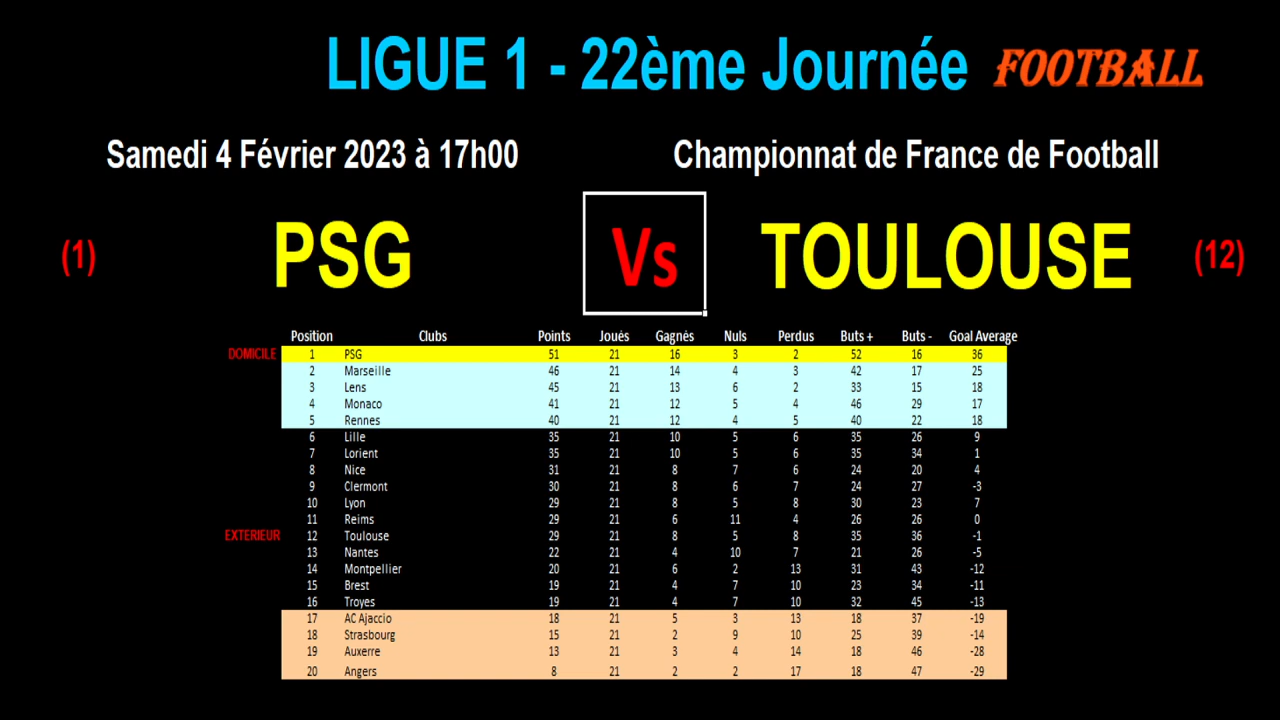 LIGUE 1 - 22ème Journée FOOTBALL
Samedi 4 Février 2023 à 17h00 Championnat de France de Football
(1) PSG Vs TOULOUSE (12)
Position Clubs Points Joués Gagnés Nuls Perdus Buts + Buts - Goal Average
DOMICILE 1 PSG 51 21 16 3 2 52 16 36
2 Marseille 46 21 14 4 3 42 17 25
3 Lens 45 21 13 6 2 33 15 18
4 Monaco 41 21 12 5 4 46 29 17
5 Rennes 40 21 12 4 5 40 22 18
6 Lille 35 21 10 5 6 35 26 9
7 Lorient 35 21 10 5 6 35 34 1
8 Nice 31 21 8 7 6 24 20 4
9 Clermont 30 21 8 6 7 24 27 -3
10 Lyon 29 21 8 5 8 30 23 7
11 Reims 29 21 6 11 4 26 26 0
EXTERIEUR 12 Toulouse 29 21 8 5 8 35 36 -1
13 Nantes 22 21 4 10 7 21 26 -5
14 Montpellier 20 21 6 2 13 31 43 -12
15 Brest 19 21 4 7 10 23 34 -11
16 Troyes 19 21 4 7 10 32 45 -13
17 AC Ajaccio 18 21 5 3 13 18 37 -19
18 Strasbourg 15 21 2 9 10 25 39 -14
19 Auxerre 13 21 3 4 14 18 46 -28
20 Angers 8 21 2 2 17 18 47 -29